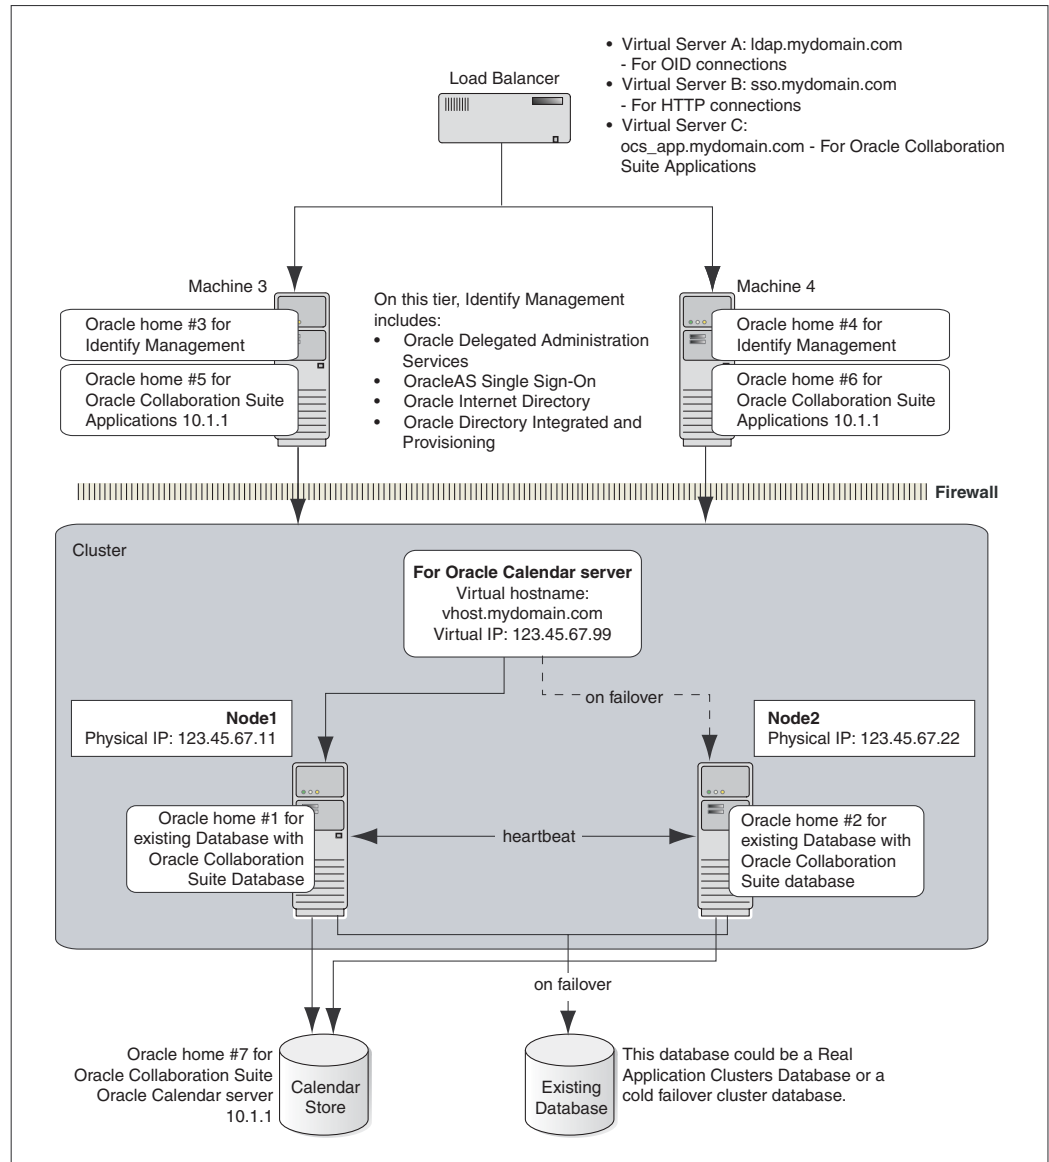 • Virtual Server A: ldap.mydomain.com
- For OID connections
• Virtual Server B: sso.mydomain.com
- For HTTP connections
• Virtual Server C:
ocs_app.mydomain.com - For Oracle Collaboration
Suite Applications
Load Balancer
Machine 3
Oracle home #3 for
Identify Management
Oracle home #5 for
Oracle Collaboration Suite
Applications 10.1.1
On this tier, Identify Management
includes:
• Oracle Delegated Administration
Services
• OracleAS Single Sign-On
• Oracle Internet Directory
• Oracle Directory Integrated and
Provisioning
Machine 4
Oracle home #4 for
Identify Management
Oracle home #6 for
Oracle Collaboration Suite
Applications 10.1.1
Firewall
Cluster
For Oracle Calendar server
Virtual hostname:
vhost.mydomain.com
Virtual IP: 123.45.67.99
on failover
Node1
Physical IP: 123.45.67.11
Node2
Physical IP: 123.45.67.22
Oracle home #1 for
existing Database with
Oracle Collaboration
Suite Database
heartbeat
Oracle home #2 for
existing Database with
Oracle Collaboration
Suite database
on failover
Oracle home #7 for
Oracle Collaboration Suite
Oracle Calendar server
10.1.1
Calendar
Store
Existing
Database
This database could be a Real
Application Clusters Database or a
cold failover cluster database.